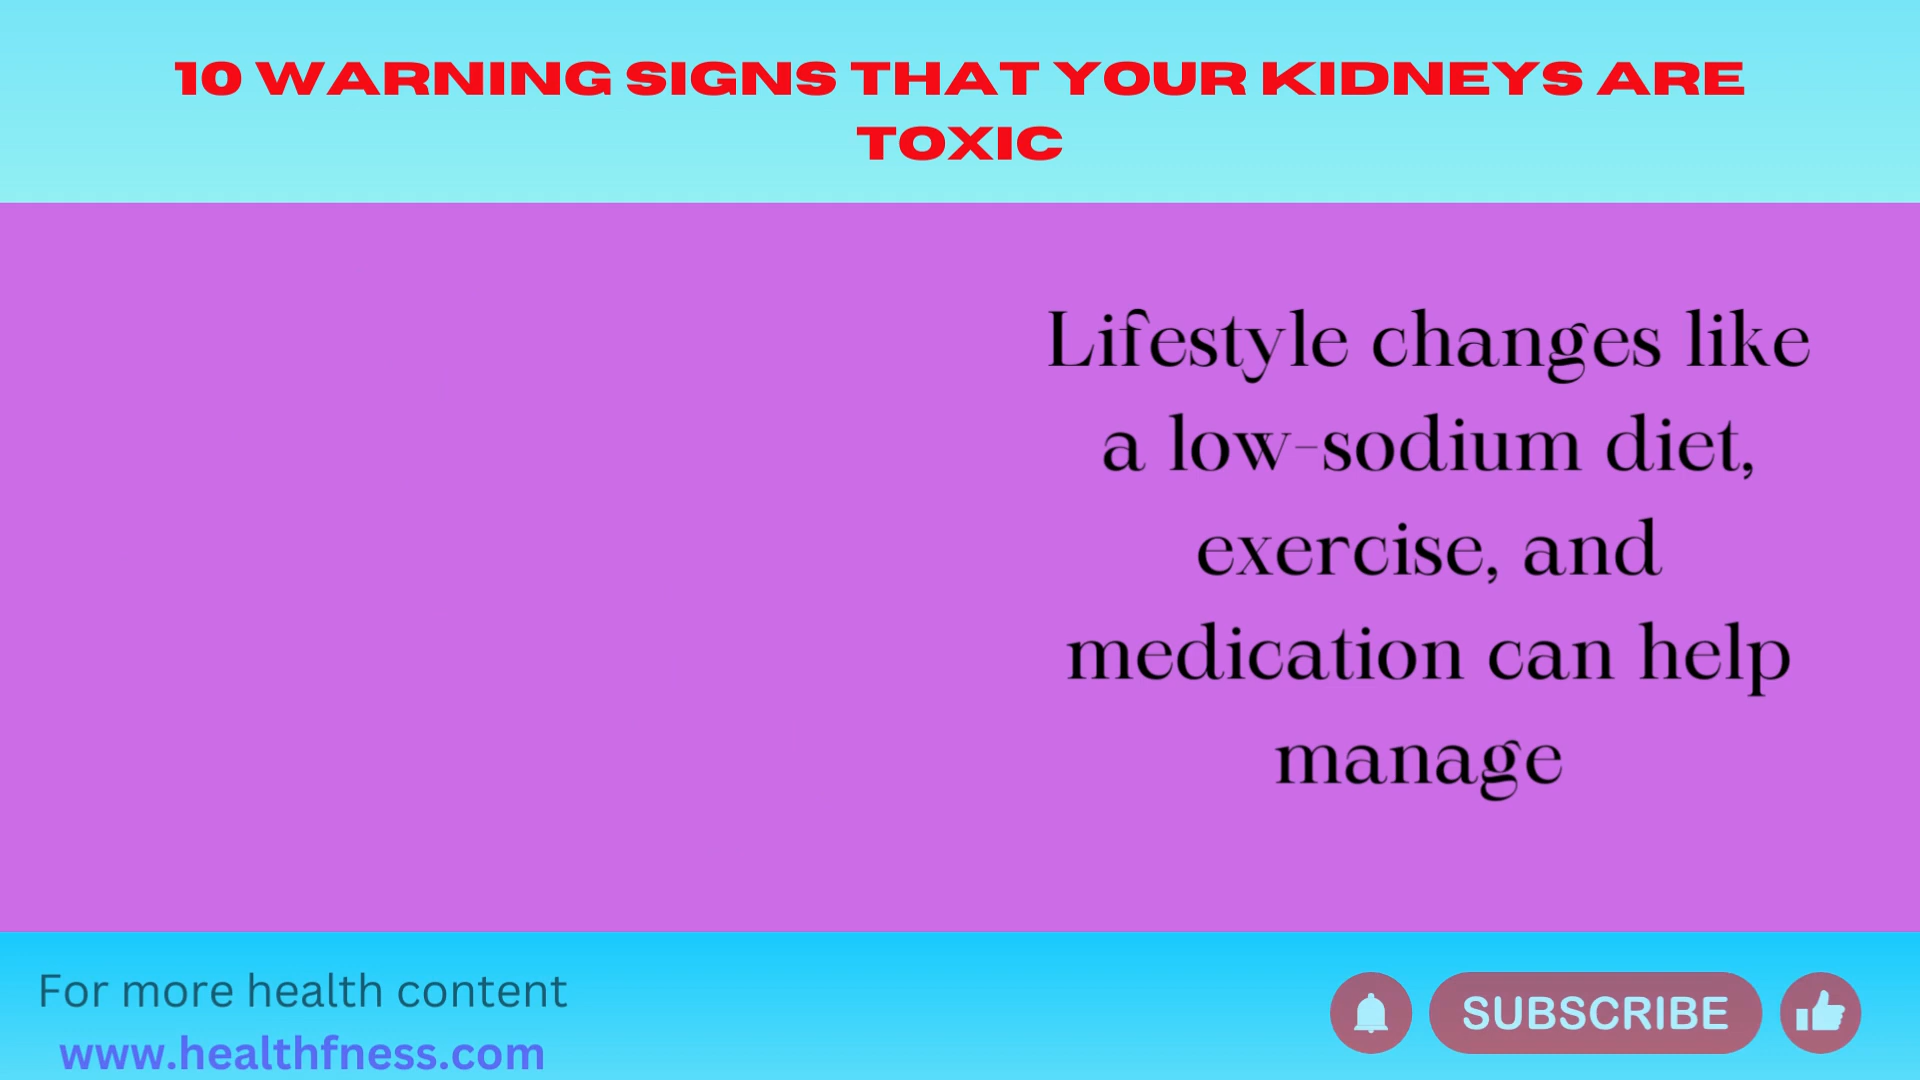 10 WARNING SIGNS THAT YOUR KIDNEYS ARE
TOXIC
Lifestyle changes like
a low-sodium diet,
exercise, and
medication can help
manage
For more health content
www.healthfness.com
SUBSCRIBE